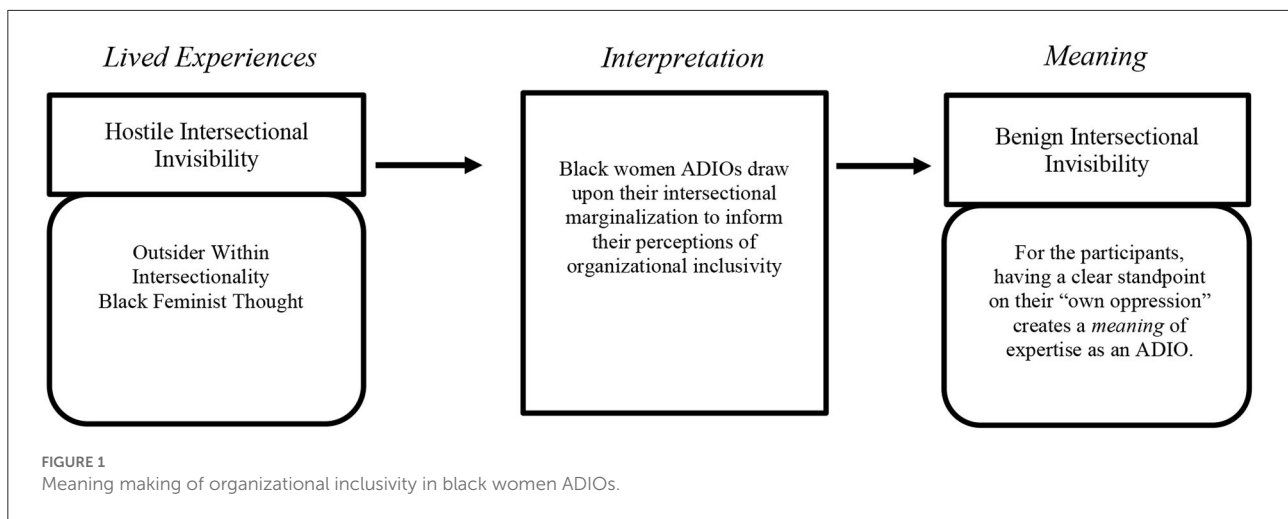 Lived Experiences
Hostile Intersectional
Invisibility
Outsider Within
Intersectionality
Black Feminist Thought
Interpretation
Black women ADIOs draw
upon their intersectional
marginalization to inform
their perceptions of
organizational inclusivity
Meaning
Benign Intersectional
Invisibility
For the participants,
having a clear standpoint
on their “own oppression”
creates a meaning of
expertise as an ADIO.
FIGURE 1
Meaning making of organizational inclusivity in black women ADIOs.